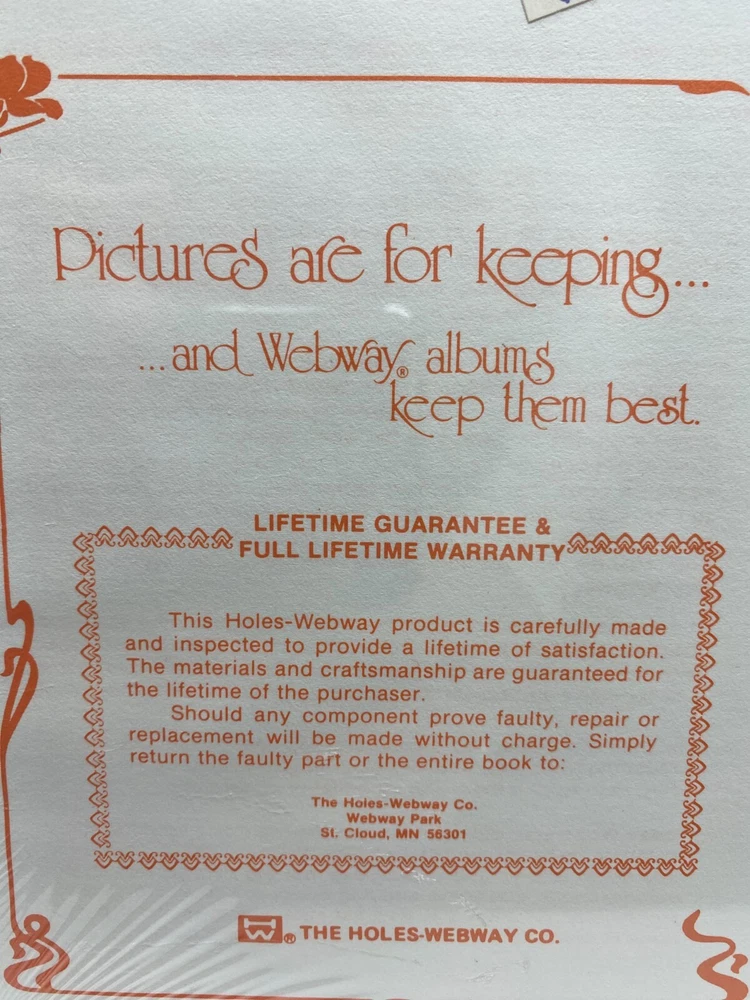 Pictures are for keeping...
...and Webway® albums
keep them best.
LIFETIME GUARANTEE &
FULL LIFETIME WARRANTY
This Holes-Webway product is carefully made
and inspected to provide a lifetime of satisfaction.
The materials and craftsmanship are guaranteed for
the lifetime of the purchaser.
Should any component prove faulty, repair or
replacement will be made without charge. Simply
return the faulty part or the entire book to:
The Holes-Webway Co.
Webway Park
St. Cloud, MN 56301
HW® THE HOLES-WEBWAY CO.